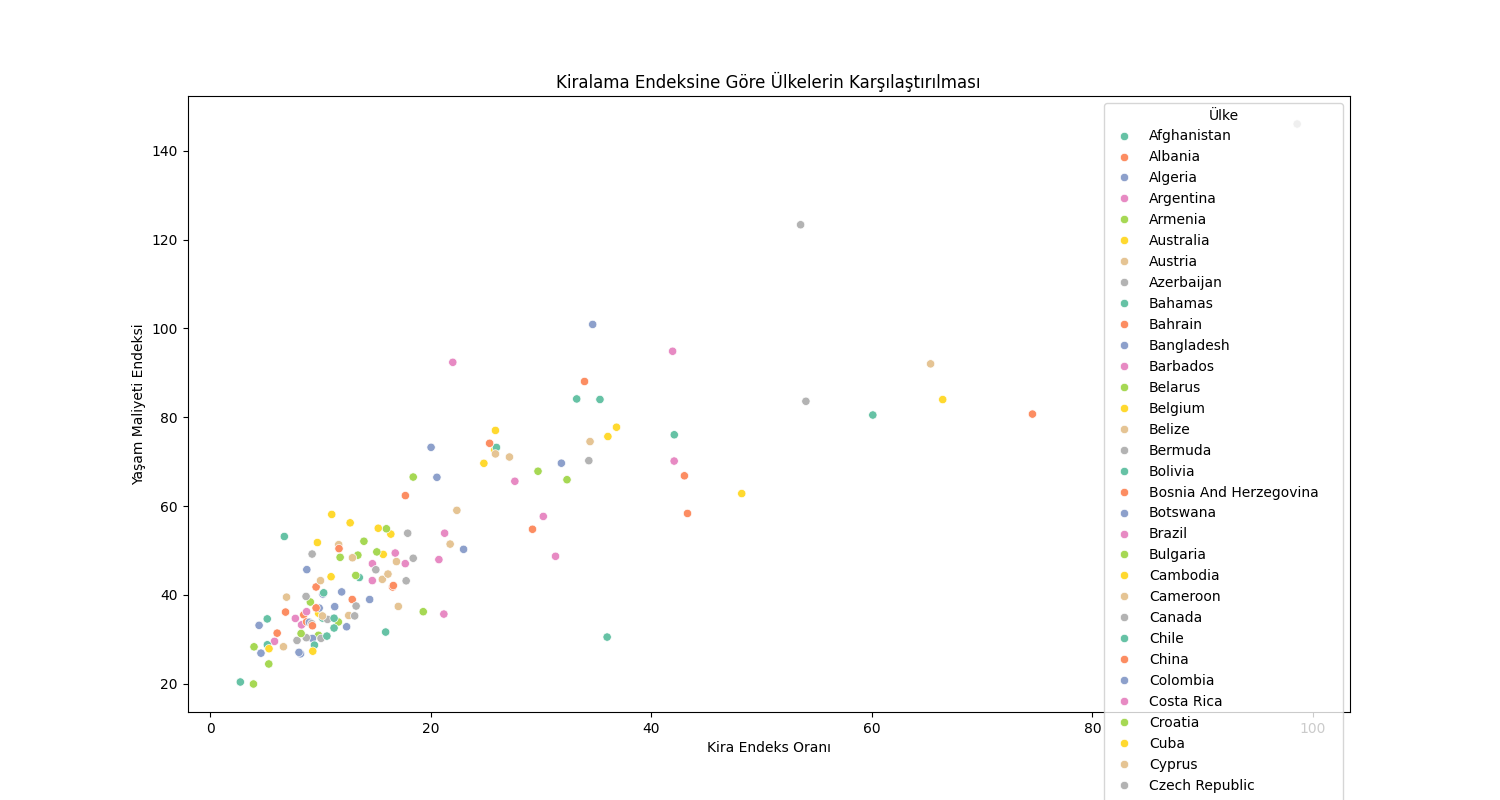 Kiralama Endeksine Göre Ülkelerin Karşılaştırılması
Yaşam Maliyeti Endeksi
140
120
100
80
60
40
20
0
20
40
60
80
100
Kira Endeks Oranı
Ülke
Afghanistan
Albania
Algeria
Argentina
Armenia
Australia
Austria
Azerbaijan
Bahamas
Bahrain
Bangladesh
Barbados
Belarus
Belgium
Belize
Bermuda
Bolivia
Bosnia And Herzegovina
Botswana
Brazil
Bulgaria
Cambodia
Cameroon
Canada
Chile
China
Colombia
Costa Rica
Croatia
Cuba
Cyprus
Czech Republic